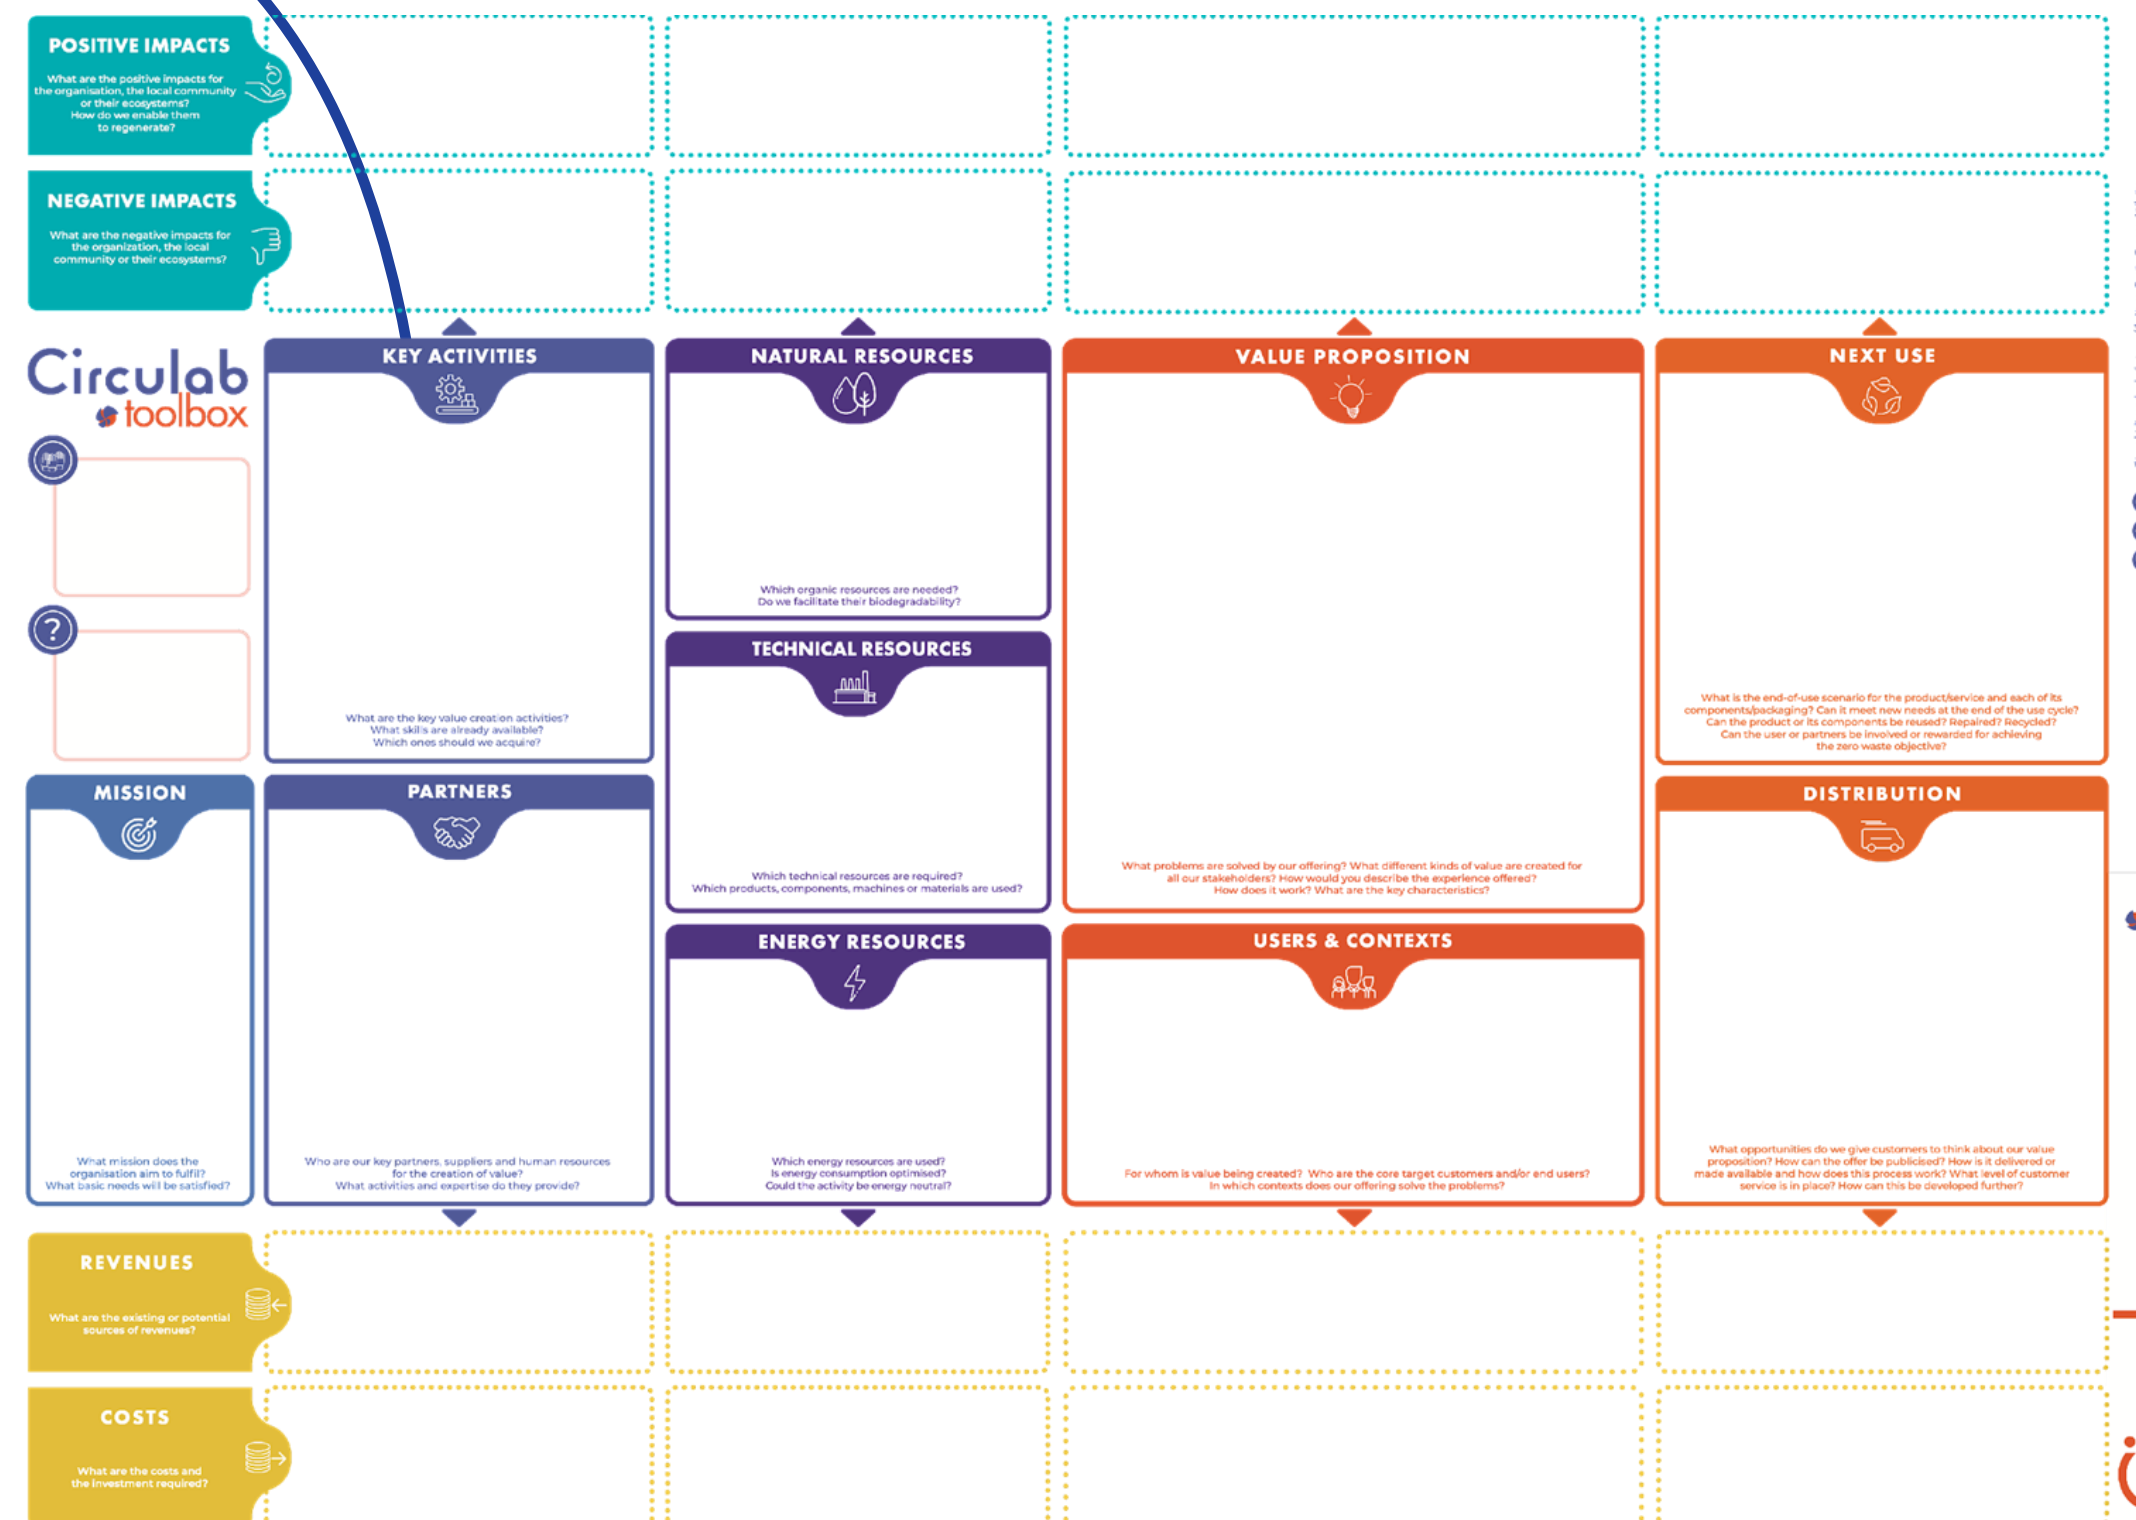 POSITIVE IMPACTS
What are the positive impacts for
the organisation, the local community
or their ecosystems?
How do we enable them
to regenerate?
NEGATIVE IMPACTS
What are the negative impacts for
the organization, the local
community or their ecosystems?
Circulab
toolbox
?
KEY ACTIVITIES
What are the key value creation activities?
What skills are already available?
Which ones should we acquire?
NATURAL RESOURCES
Which organic resources are needed?
Do we facilitate their biodegradability?
TECHNICAL RESOURCES
Which technical resources are required?
Which products, components, machines or materials are used?
ENERGY RESOURCES
Which energy resources are used?
Is energy consumption optimised?
Could the activity be energy neutral?
VALUE PROPOSITION
What problems are solved by our offering? What different kinds of value are created for
all our stakeholders? How would you describe the experience offered?
How does it work? What are the key characteristics?
USERS & CONTEXTS
For whom is value being created? Who are the core target customers and/or end users?
In which contexts does our offering solve the problems?
NEXT USE
What is the end-of-use scenario for the product/service and each of its
components/packaging? Can it meet new needs at the end of the use cycle?
Can the product or its components be reused? Repaired? Recycled?
Can the user or partners be involved or rewarded for achieving
the zero waste objective?
DISTRIBUTION
What opportunities do we give customers to think about our value
proposition? How can the offer be publicised? How is it delivered or
made available and how does this process work? What level of customer
service is in place? How can this be developed further?
MISSION
What mission does the
organisation aim to fulfil?
What basic needs will be satisfied?
PARTNERS
Who are our key partners, suppliers and human resources
for the creation of value?
What activities and expertise do they provide?
REVENUES
What are the existing or potential
sources of revenues?
COSTS
What are the costs and
the investment required?